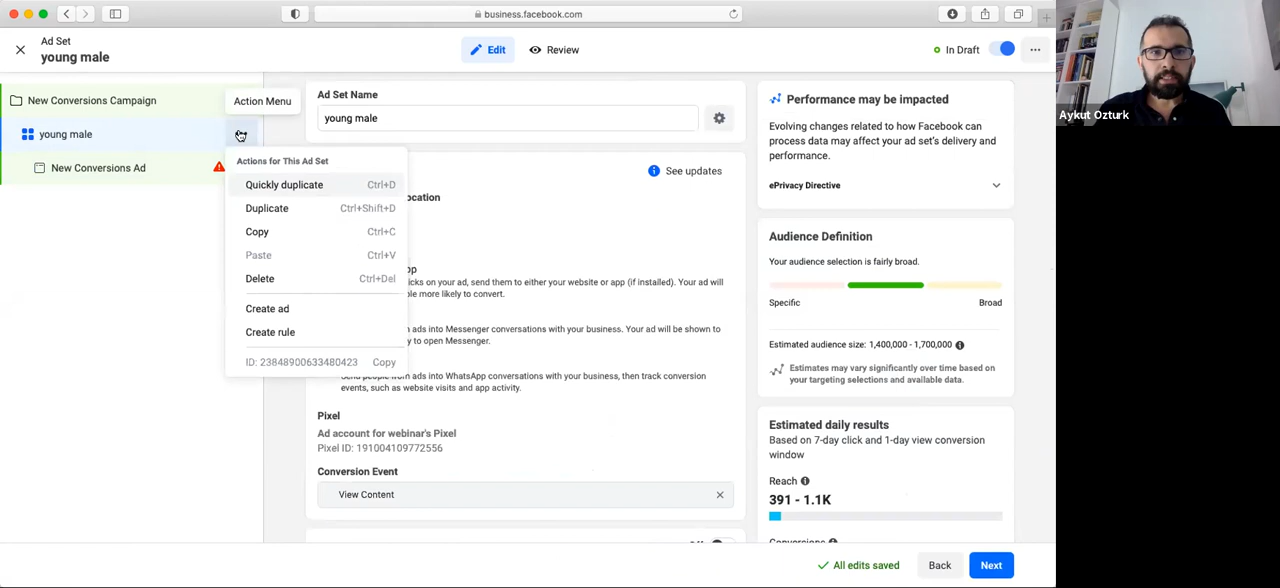 business.facebook.com
Ad Set
young male
Edit
Review
In Draft
New Conversions Campaign
young male
New Conversions Ad
Action Menu
Actions for This Ad Set
Quickly duplicate Ctrl+D
Duplicate Ctrl+Shift+D
Copy Ctrl+C
Paste Ctrl+V
Delete Ctrl+Del
Create ad
Create rule
ID: 23848900633480423 Copy
Ad Set Name
young male
See updates
icks on your ad, send them to either your website or app (if installed). Your ad will
more likely to convert.
ads into Messenger conversations with your business. Your ad will be shown to
to open Messenger.
people from ads into WhatsApp conversations with your business, then track conversion
events, such as website visits and app activity.
Pixel
Ad account for webinar's Pixel
Pixel ID: 191004109772556
Conversion Event
View Content
Performance may be impacted
Evolving changes related to how Facebook can
process data may affect your ad set's delivery and
performance.
ePrivacy Directive
Audience Definition
Your audience selection is fairly broad.
Specific Broad
Estimated audience size: 1,400,000 - 1,700,000
Estimates may vary significantly over time based on
your targeting selections and available data.
Estimated daily results
Based on 7-day click and 1-day view conversion
window
Reach
391 - 1.1K
Conversions
All edits saved
Back
Next
Aykut Ozturk